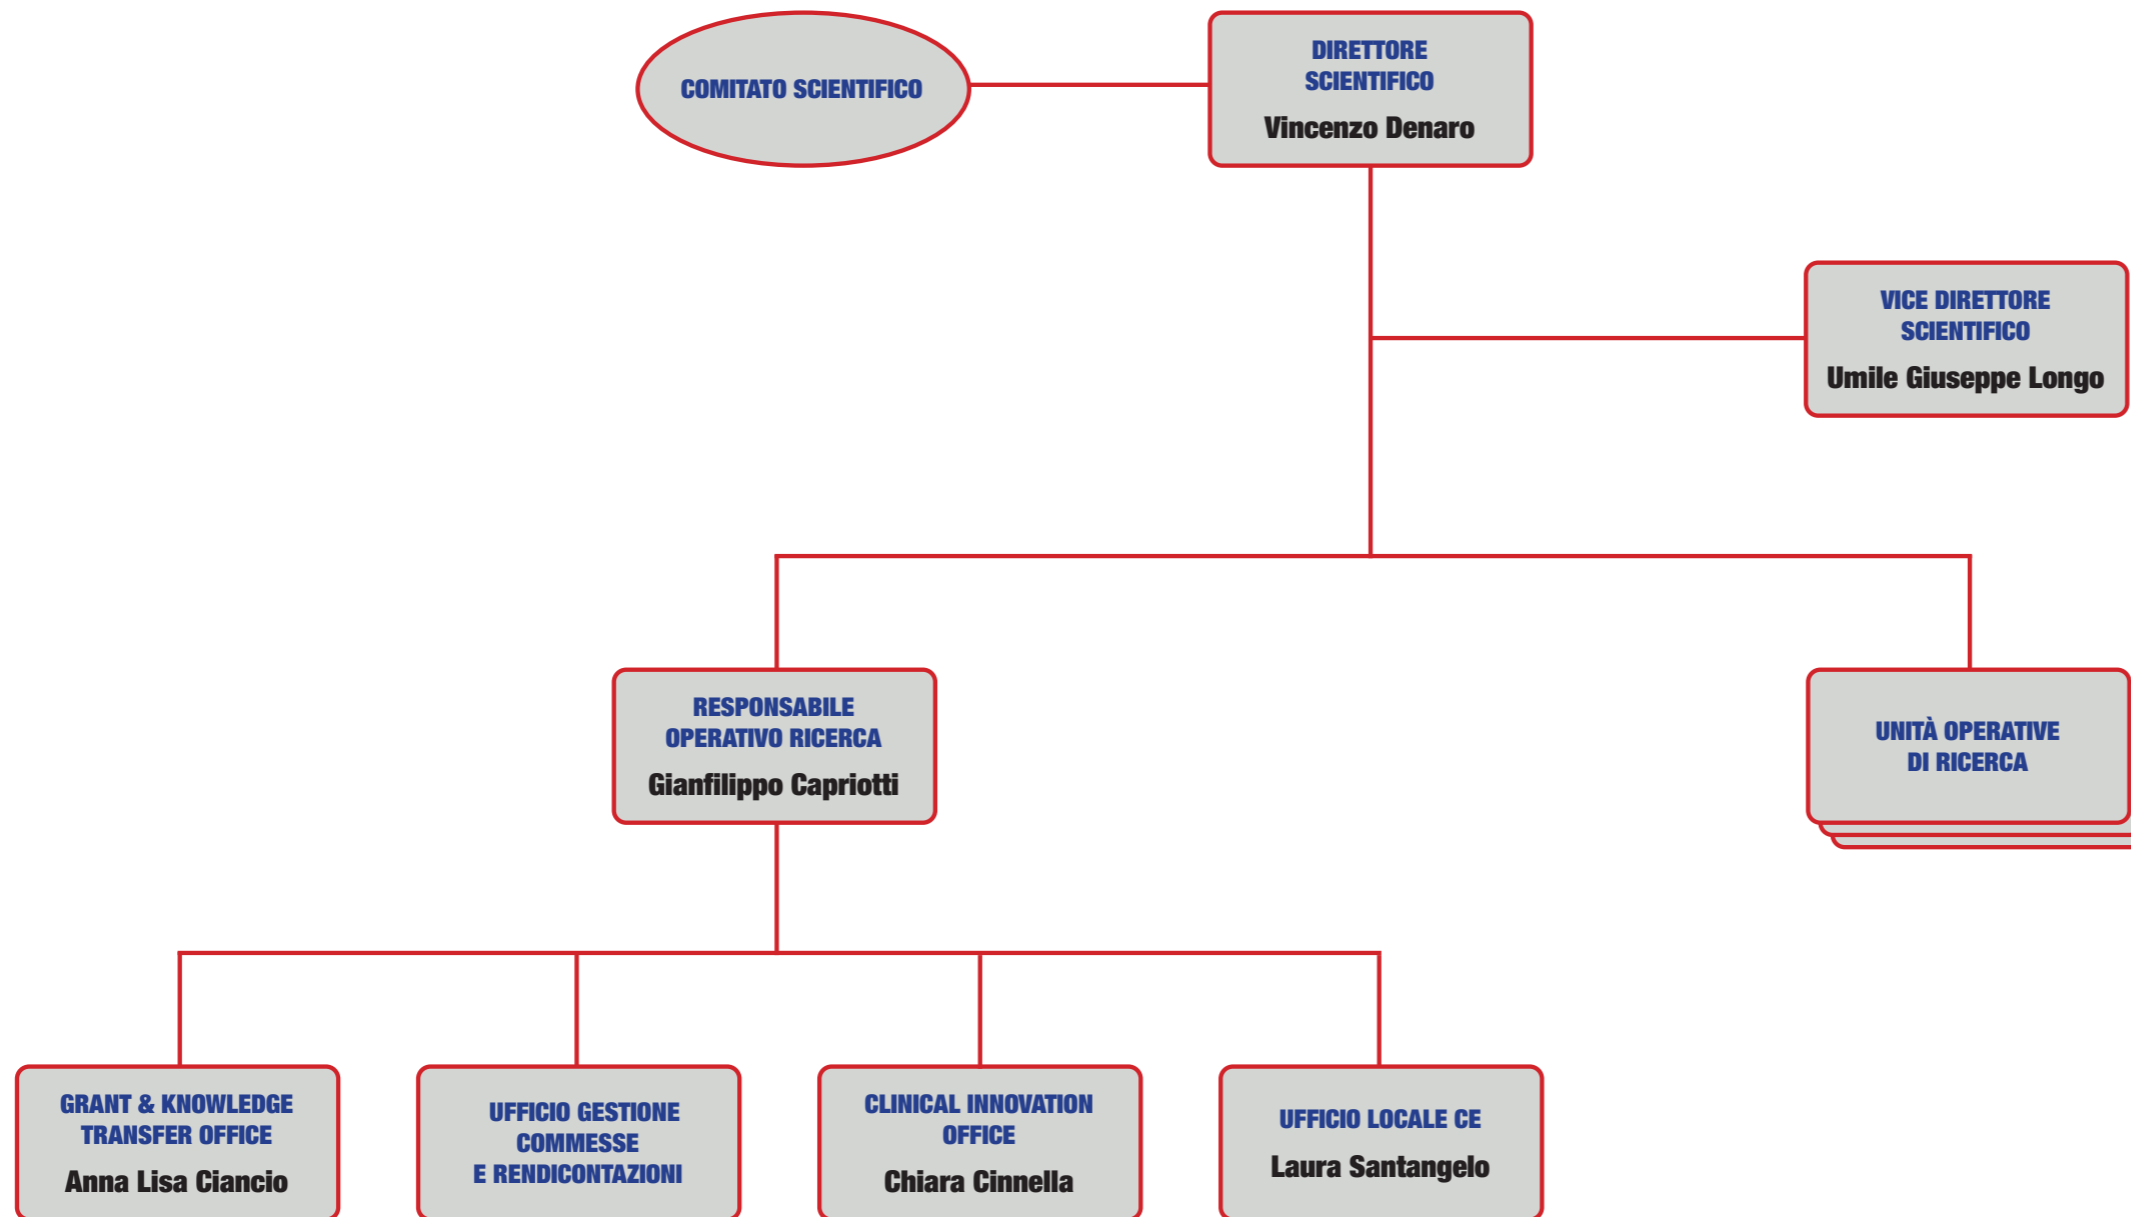 COMITATO SCIENTIFICO
DIRETTORE
SCIENTIFICO
Vincenzo Denaro
VICE DIRETTORE
SCIENTIFICO
Umile Giuseppe Longo
RESPONSABILE
OPERATIVO RICERCA
Gianfilippo Capriotti
UNITÀ OPERATIVE
DI RICERCA
GRANT & KNOWLEDGE
TRANSFER OFFICE
Anna Lisa Ciancio
UFFICIO GESTIONE
COMMESSE
E RENDICONTAZIONI
CLINICAL INNOVATION
OFFICE
Chiara Cinnella
UFFICIO LOCALE CE
Laura Santangelo